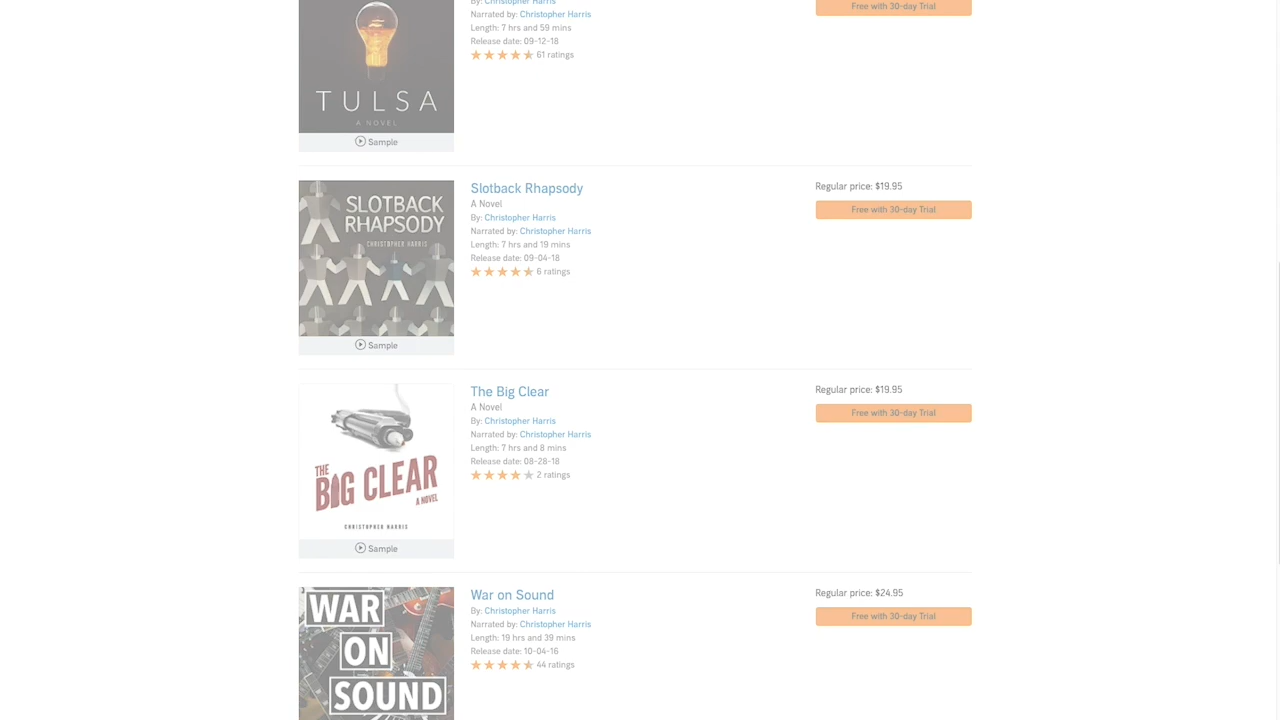 By: Christopher Harris
Narrated by: Christopher Harris
Length: 7 hrs and 59 mins
Release date: 09-12-18
61 ratings
Free with 30-day Trial
TULSA
A NOVEL
Sample
SLOTBACK
RHAPSODY
CHRISTOPHER HARRIS
Sample
Slotback Rhapsody
A Novel
By: Christopher Harris
Narrated by: Christopher Harris
Length: 7 hrs and 19 mins
Release date: 09-04-18
6 ratings
Regular price: $19.95
Free with 30-day Trial
THE
BIG CLEAR
A NOVEL
CHRISTOPHER HARRIS
Sample
The Big Clear
A Novel
By: Christopher Harris
Narrated by: Christopher Harris
Length: 7 hrs and 8 mins
Release date: 08-28-18
2 ratings
Regular price: $19.95
Free with 30-day Trial
WAR
ON
SOUND
War on Sound
By: Christopher Harris
Narrated by: Christopher Harris
Length: 19 hrs and 39 mins
Release date: 10-04-16
44 ratings
Regular price: $24.95
Free with 30-day Trial